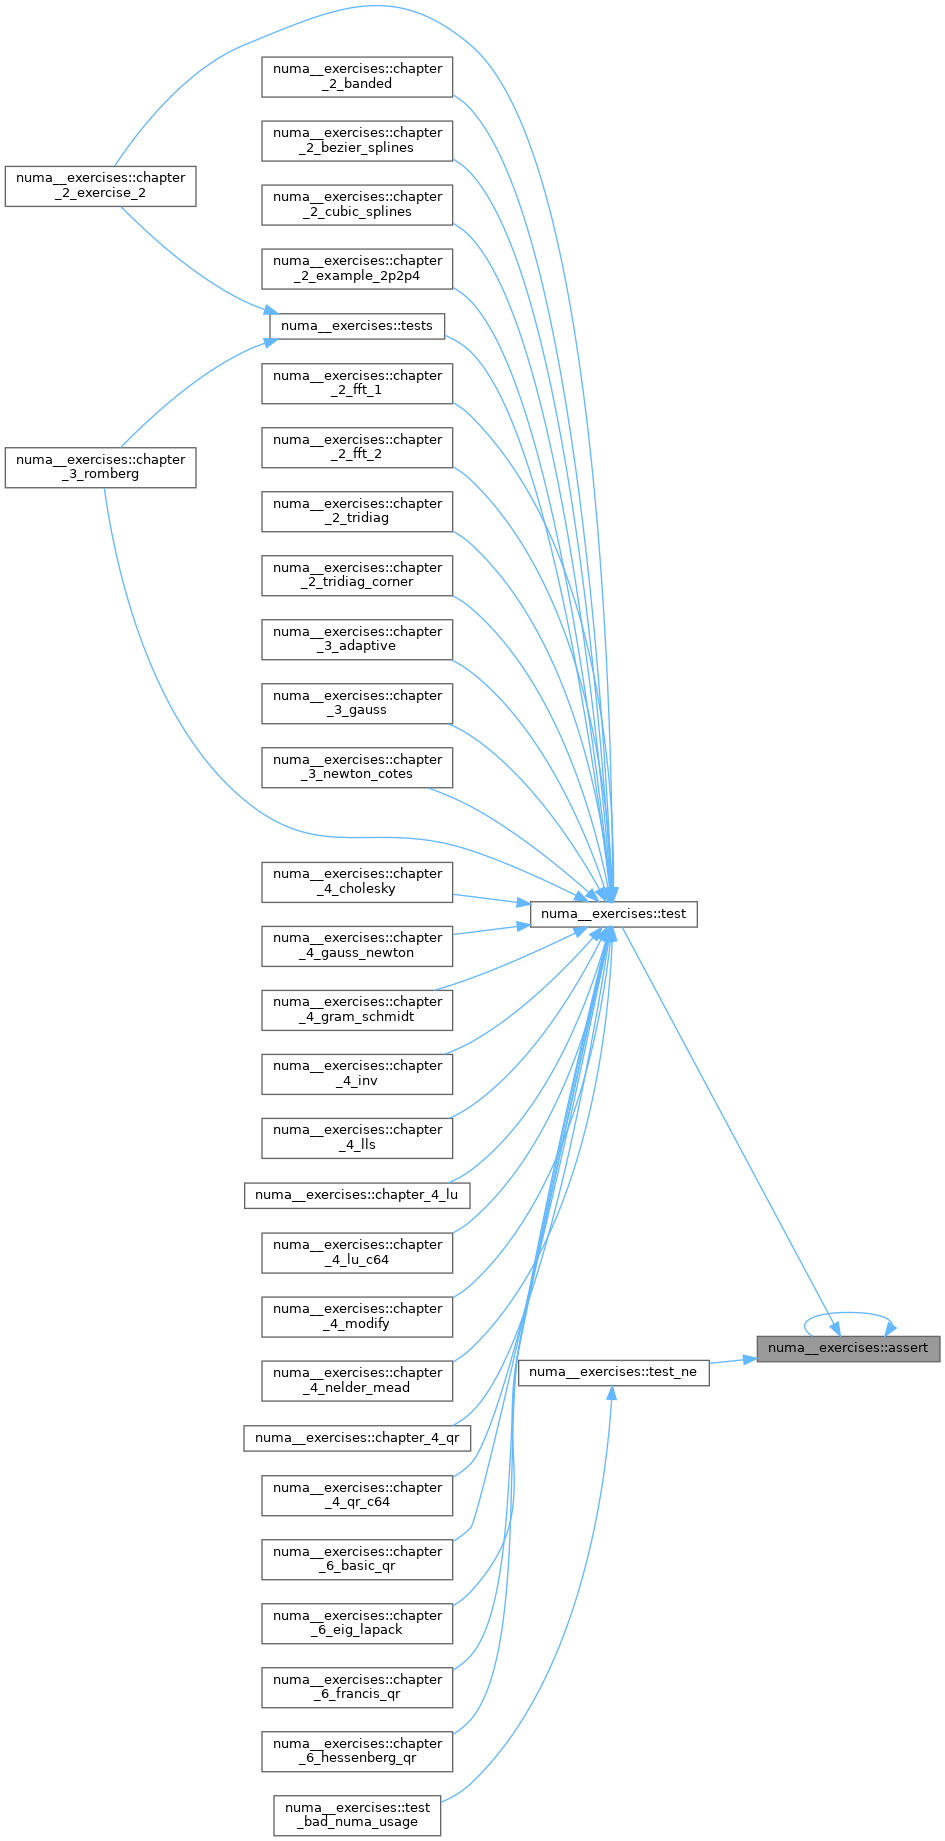 numa__exercises::chapter
_2_banded
numa__exercises::chapter
_2_bezier_splines
numa__exercises::chapter
_2_exercise_2
numa__exercises::chapter
_2_cubic_splines
numa__exercises::chapter
_2_example_2p2p4
numa__exercises::tests
numa__exercises::chapter
_2_fft_1
numa__exercises::chapter
_2_fft_2
numa__exercises::chapter
_3_romberg
numa__exercises::chapter
_2_tridiag
numa__exercises::chapter
_2_tridiag_corner
numa__exercises::chapter
_3_adaptive
numa__exercises::chapter
_3_gauss
numa__exercises::chapter
_3_newton_cotes
numa__exercises::chapter
_4_cholesky
numa__exercises::test
numa__exercises::chapter
_4_gauss_newton
numa__exercises::chapter
_4_gram_schmidt
numa__exercises::chapter
_4_inv
numa__exercises::chapter
_4_lls
numa__exercises::chapter_4_lu
numa__exercises::chapter
_4_lu_c64
numa__exercises::chapter
_4_modify
numa__exercises::assert
numa__exercises::chapter
_4_nelder_mead
numa__exercises::test_ne
numa__exercises::chapter_4_qr
numa__exercises::chapter
_4_qr_c64
numa__exercises::chapter
_6_basic_qr
numa__exercises::chapter
_6_eig_lapack
numa__exercises::chapter
_6_francis_qr
numa__exercises::chapter
_6_hessenberg_qr
numa__exercises::test
_bad_numa_usage